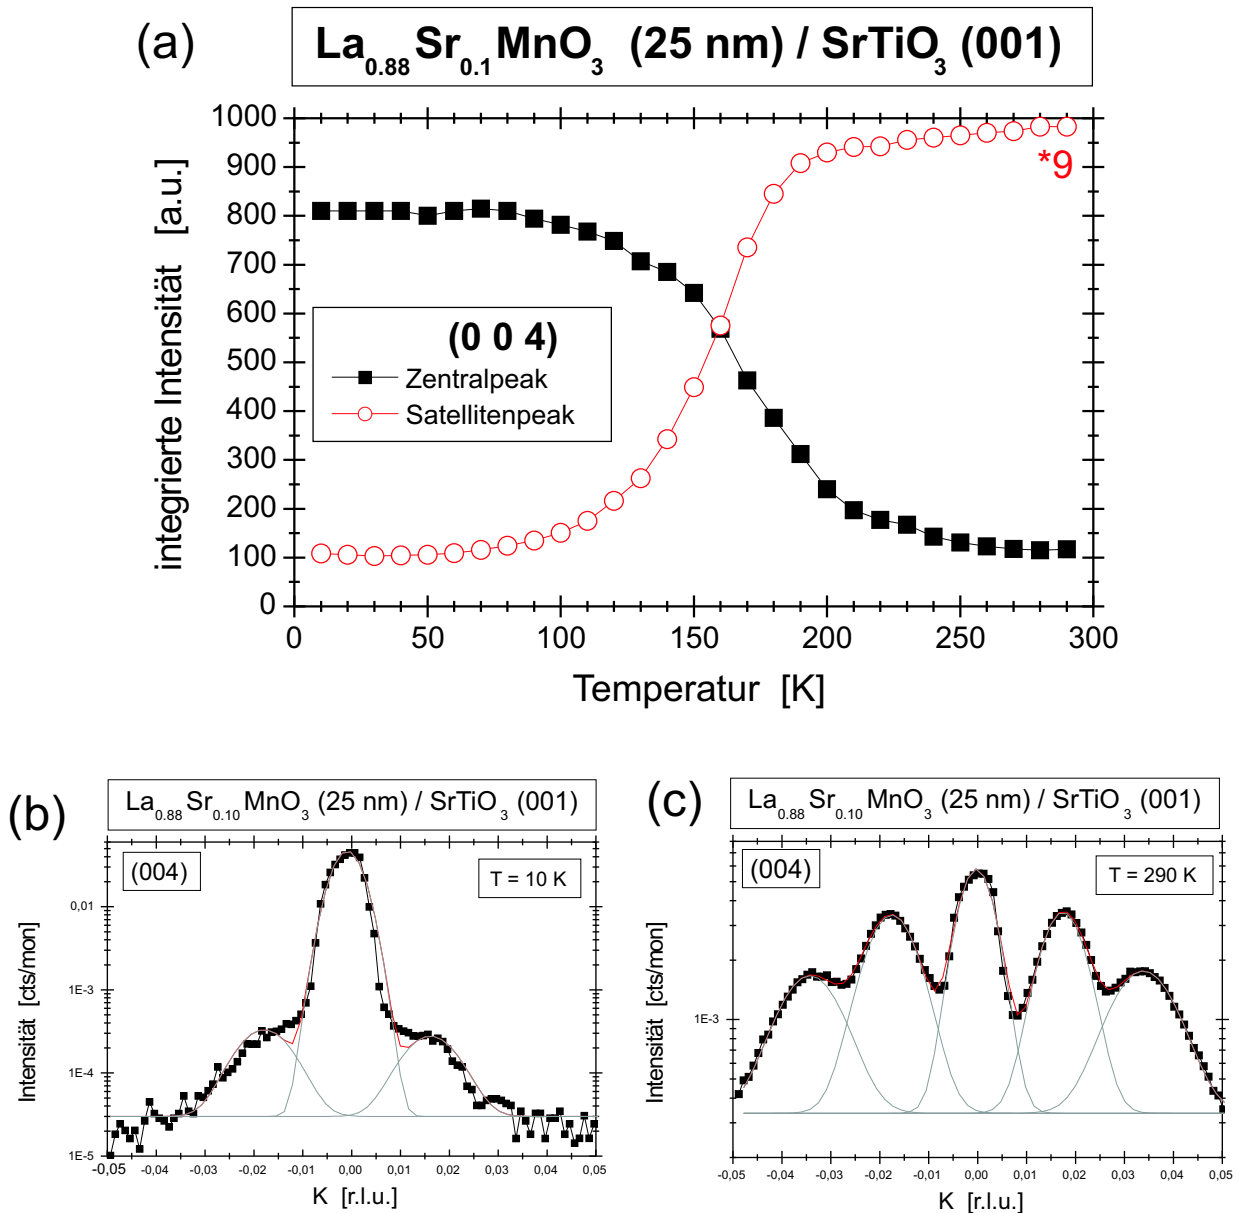 (a)
La0.88Sr0.1MnO3 (25 nm) / SrTiO3 (001)
integrierte Intensität [a.u.]
1000
900
800
700
600
500
400
300
200
100
0
*9
(0 0 4)
Zentralpeak
Satellitenpeak
0 50 100 150 200 250 300
Temperatur [K]
(b)
La0.88Sr0.10MnO3 (25 nm) / SrTiO3 (001)
(004)
T = 10 K
Intensität [cts/mon]
0,01
1E-3
1E-4
1E-5
-0,05 -0,04 -0,03 -0,02 -0,01 0,00 0,01 0,02 0,03 0,04 0,05
K [r.l.u.]
(c)
La0.88Sr0.10MnO3 (25 nm) / SrTiO3 (001)
(004)
T = 290 K
Intensität [cts/mon]
1E-3
-0,05 -0,04 -0,03 -0,02 -0,01 0,00 0,01 0,02 0,03 0,04 0,05
K [r.l.u.]